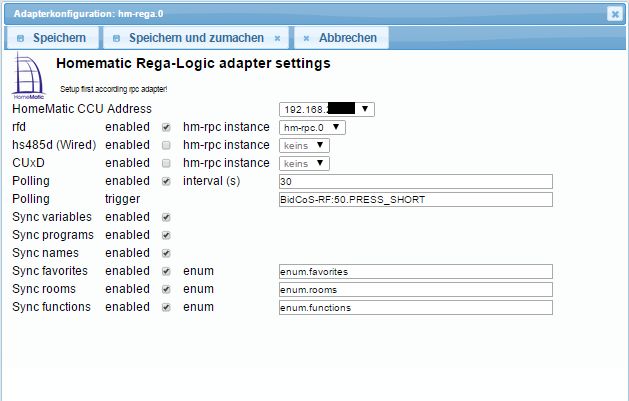 Adapterkonfiguration: hm-rega.0
Speichern Speichern und zumachen Abbrechen
Homematic Rega-Logic adapter settings
HomeMatic Setup first according rpc adapter!
HomeMatic CCU Address 192.168.
rfd enabled hm-rpc instance hm-rpc.0
hs485d (Wired) enabled hm-rpc instance keins
CUxD enabled hm-rpc instance keins
Polling enabled interval (s) 30
Polling trigger BidCoS-RF:50.PRESS_SHORT
Sync variables enabled
Sync programs enabled
Sync names enabled
Sync favorites enabled enum enum.favorites
Sync rooms enabled enum enum.rooms
Sync functions enabled enum enum.functions